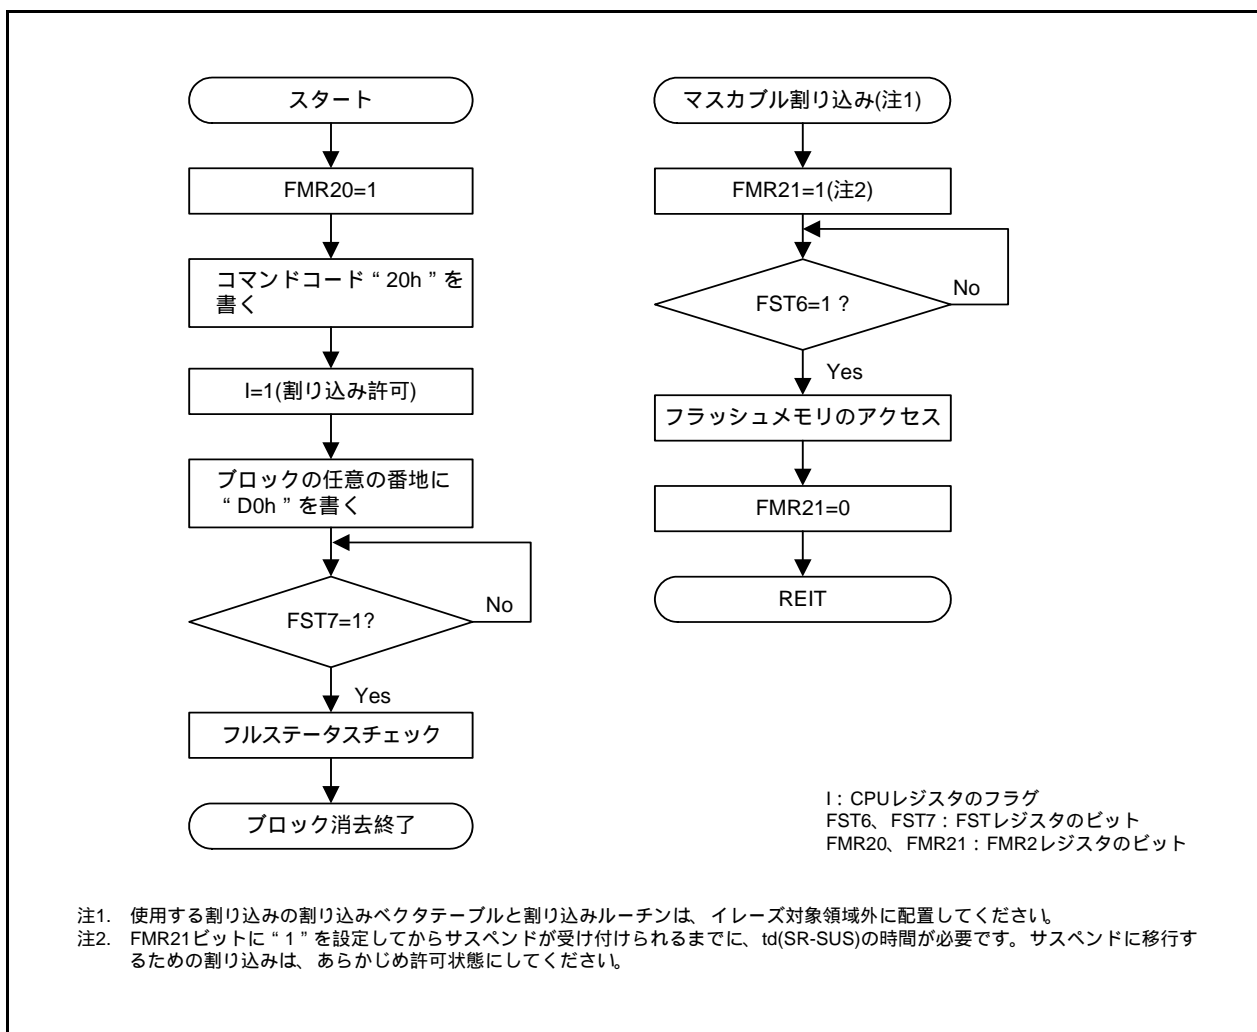 スタート
FMR20=1
コマンドコード“20h”を
書く
I=1(割り込み許可)
ブロックの任意の番地に
“D0h”を書く
FST7=1?
No
Yes
フルステータスチェック
ブロック消去終了
マスカブル割り込み(注1)
FMR21=1(注2)
FST6=1 ?
No
Yes
フラッシュメモリのアクセス
FMR21=0
REIT
I：CPUレジスタのフラグ
FST6、FST7：FSTレジスタのビット
FMR20、FMR21：FMR2レジスタのビット
注1. 使用する割り込みの割り込みベクタテーブルと割り込みルーチンは、イレーズ対象領域外に配置してください。
注2. FMR21ビットに“1”を設定してからサスペンドが受け付けられるまでに、td(SR-SUS)の時間が必要です。サスペンドに移行す
るための割り込みは、あらかじめ許可状態にしてください。